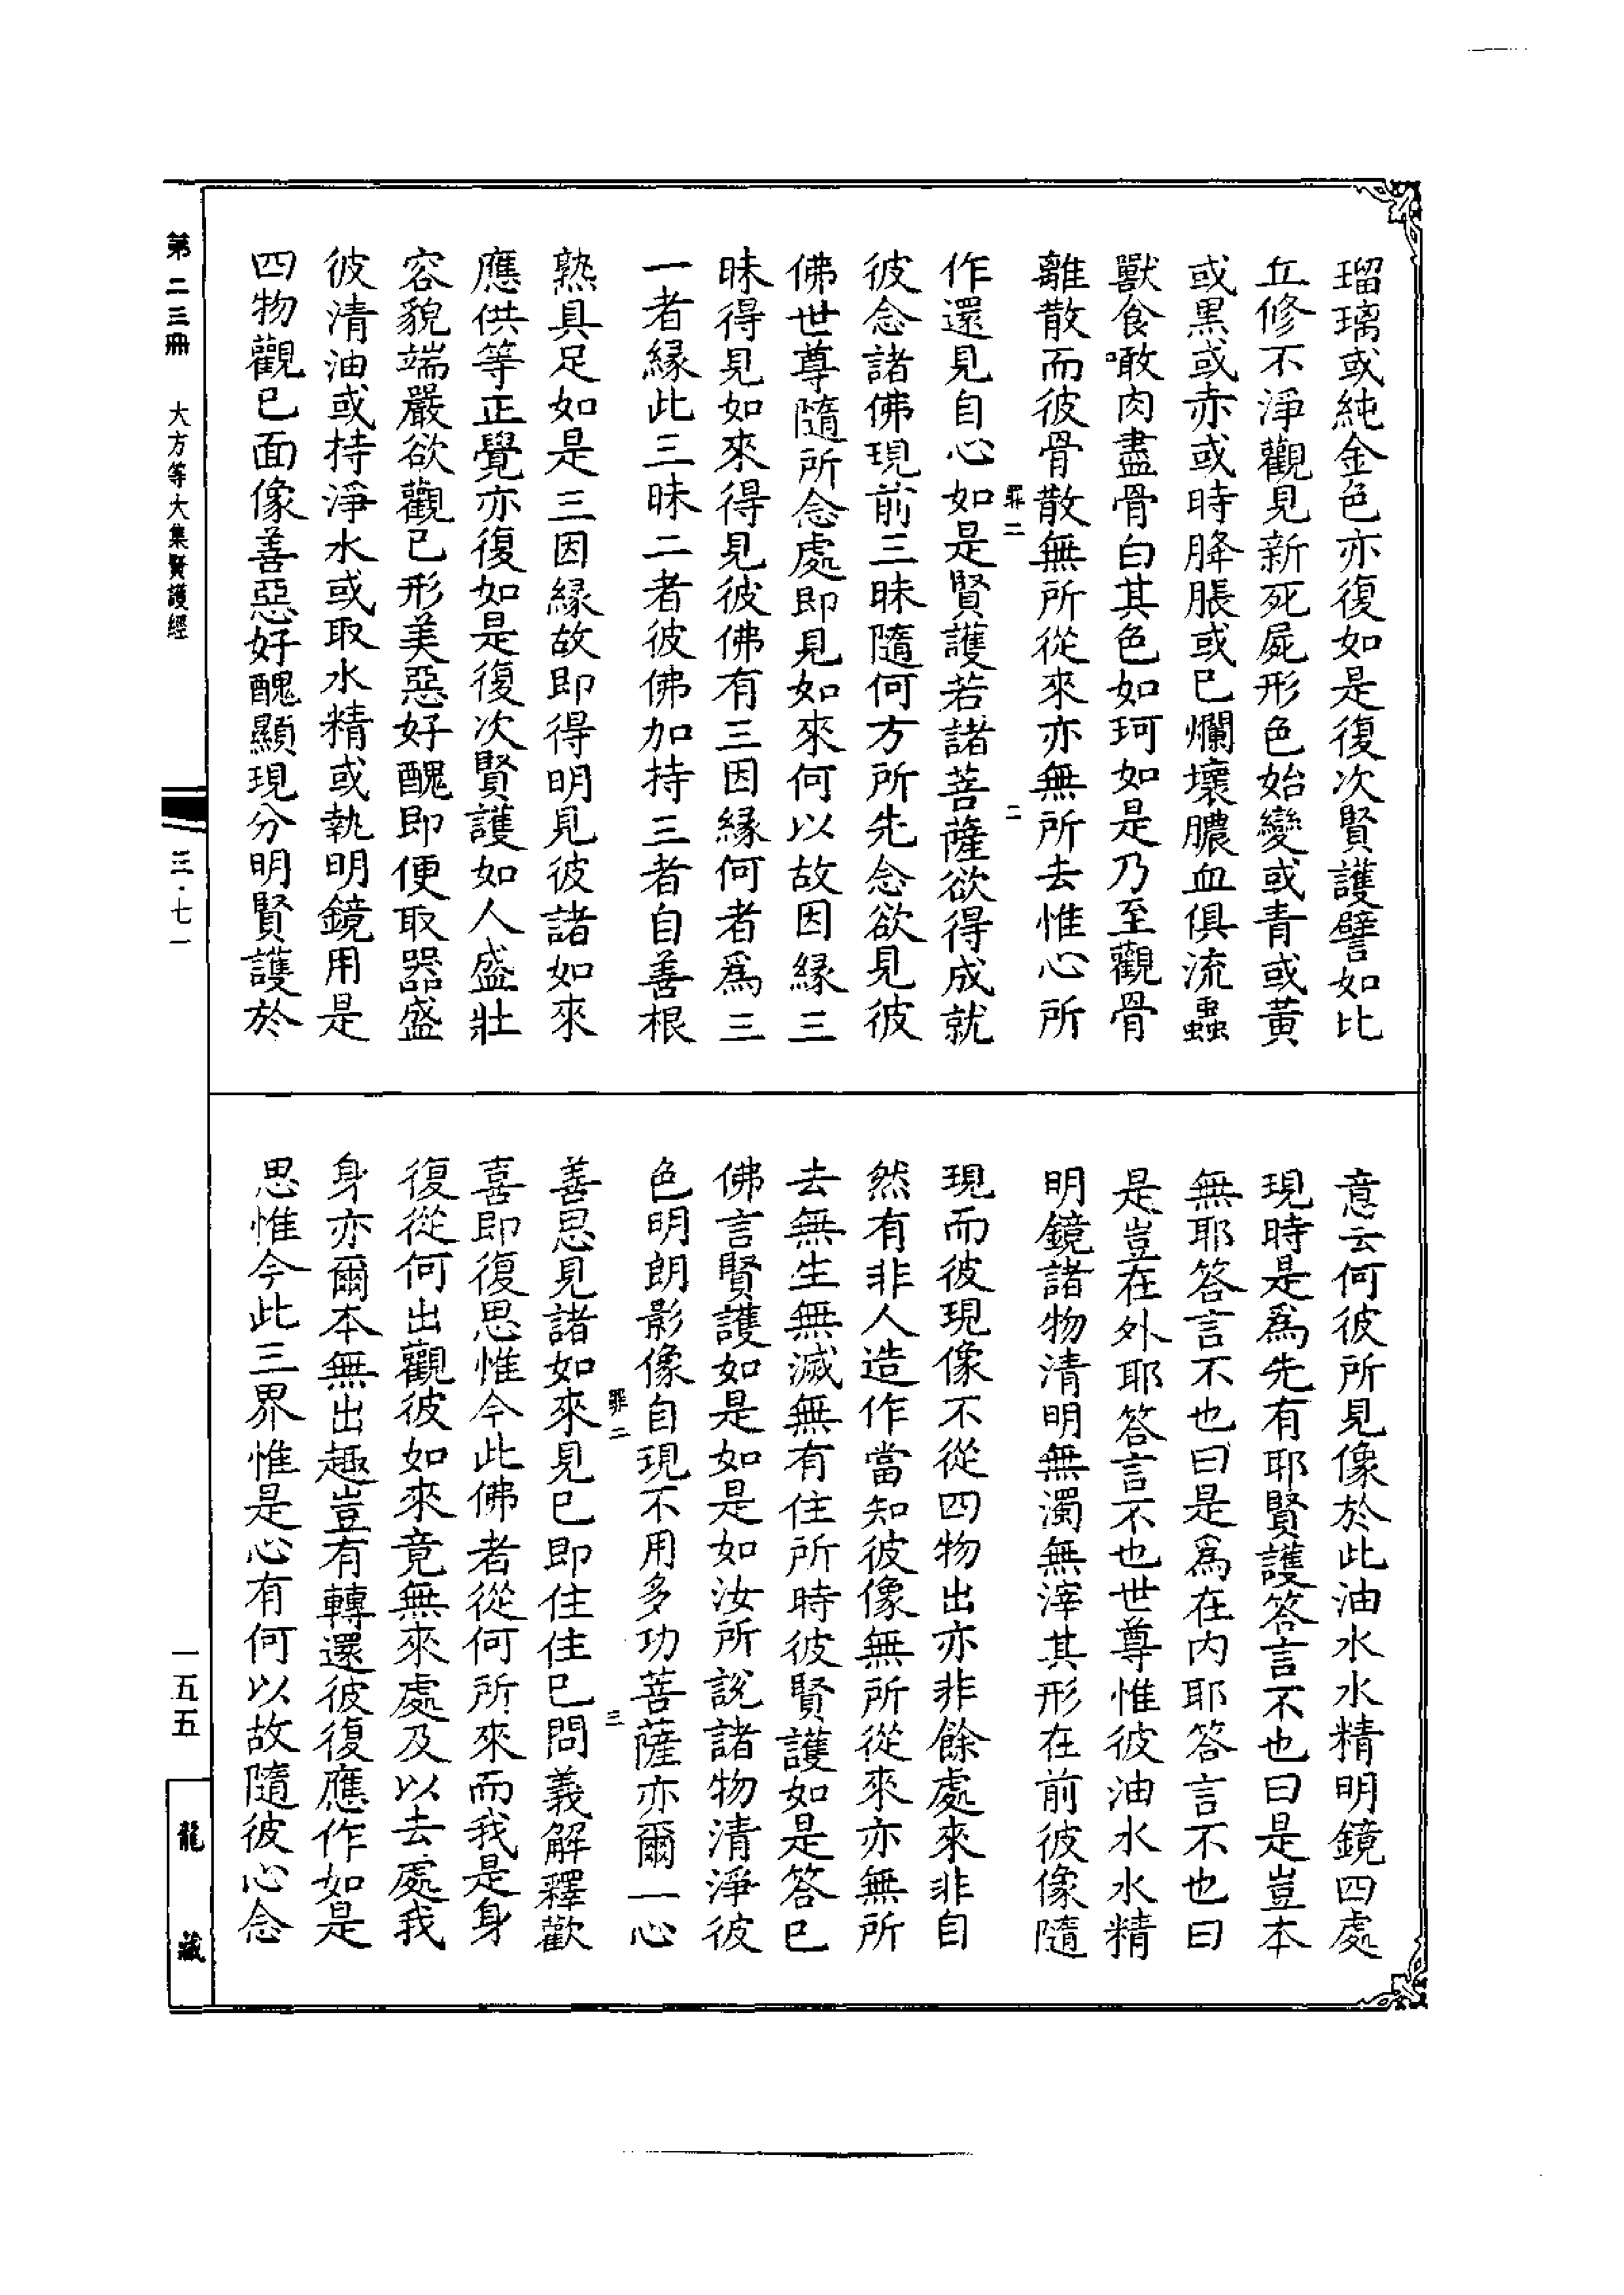 瑠璃或純金色亦復如是復次賢護譬如比
丘修不淨觀見新死屍形色始變或青或黃
或黑或赤或時胮脹或已爛壞膿血俱流蟲
獸食噉肉盡骨白其色如珂如是乃至觀骨
離散而彼骨散無所從來亦無所去惟心所
罪二
二
作還見自心如是賢護若諸菩薩欲得成就
彼念諸佛現前三昧隨何方所先念欲見彼
佛世尊隨所念處即見如來何以故因緣三
昧得見如來得見彼佛有三因緣何者為三
一者緣此三昧二者彼佛加持三者自善根
熟具足如是三因緣故即得明見彼諸如來
應供等正覺亦復如是復次賢護如人盛壯
容貌端嚴欲觀已形美惡好醜即便取器盛
彼清油或持淨水或取水精或執明鏡用是
四物觀已面像善惡好醜顯現分明賢護於
意云何彼所見像於此油水水精明鏡四處
現時是為先有耶賢護答言不也曰是豈本
無耶答言不也曰是為在内耶答言不也曰
是豈在外耶答言不也世尊惟彼油水水精
明鏡諸物清明無濁無滓其形在前彼像隨
現而彼現像不從四物出亦非餘處來非自
然有非人造作當知彼像無所從來亦無所
去無生無滅無有住所時彼賢護如是答已
佛言賢護如是如是如汝所說諸物清淨彼
色明朗影像自現不用多功菩薩亦爾一心
罪二
三
善思見諸如來見已即住住已問義解釋歡
喜即復思惟今此佛者從何所來而我是身
復從何出觀彼如來竟無來處及以去處我
身亦爾本無出趣豈有轉還彼復應作如是
思惟今此三界惟是心有何以故隨彼心念
第二三冊
大方等大集賢護經
三·七一
一五五
龍藏